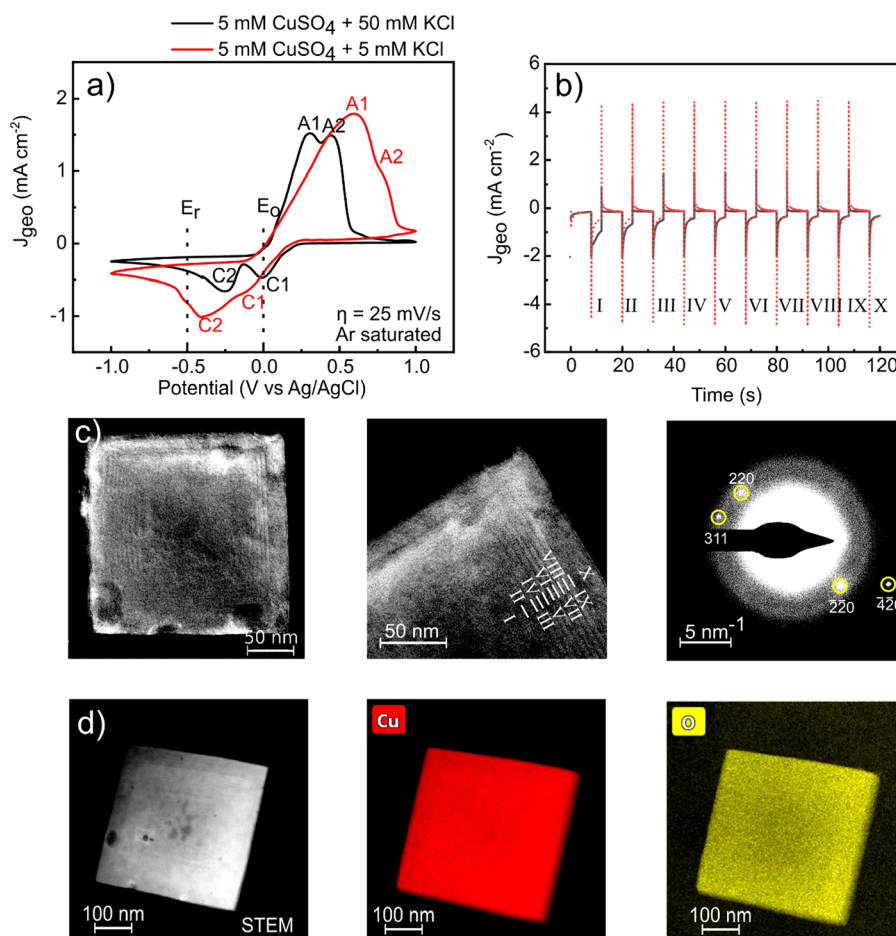 5 mM CuSO4 + 50 mM KCl
5 mM CuSO4 + 5 mM KCl
a)
A1
A1 A2
A2
Er
Eo
C2
C1
C1
C2
η = 25 mV/s
Ar saturated
2
1
0
-1
Jgeo (mA cm-2)
-1.0 -0.5 0.0 0.5 1.0
Potential (V vs Ag/AgCl)
b)
6
4
2
0
-2
-4
-6
Jgeo (mA cm-2)
I II III IV V VI VII VIII IX X
0 20 40 60 80 100 120
Time (s)
c)
50 nm
I
X
50 nm
220
311
2̅2̅0
5 nm-1
d)
100 nm
STEM
Cu
100 nm
O
100 nm